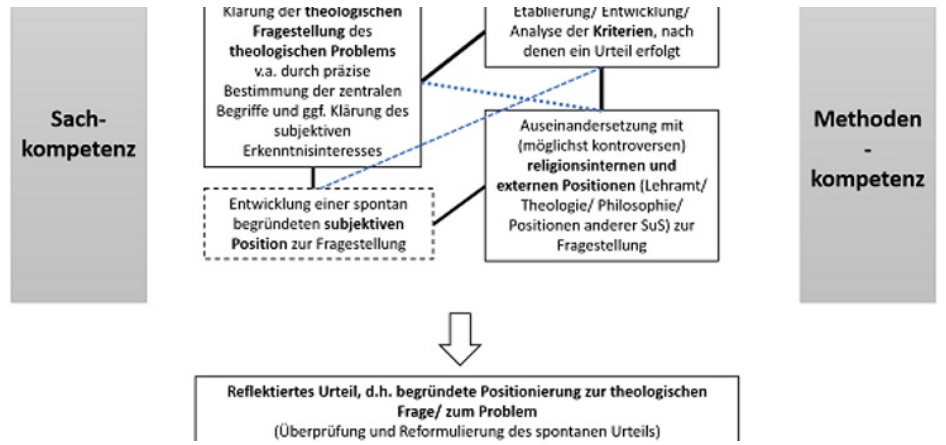 Sach-
kompetenz
Klärung der theologischen
Fragestellung des
theologischen Problems
v.a. durch präzise
Bestimmung der zentralen
Begriffe und ggf. Klärung des
subjektiven
Erkenntnisinteresses
Etablierung/ Entwicklung/
Analyse der Kriterien, nach
denen ein Urteil erfolgt
Entwicklung einer spontan
begründeten subjektiven
Position zur Fragestellung
Auseinandersetzung mit
(möglichst kontroversen)
religionsinternen und
externen Positionen (Lehramt/
Theologie/ Philosophie/
Positionen anderer SuS) zur
Fragestellung
Methoden
-
kompetenz
Reflektiertes Urteil, d.h. begründete Positionierung zur theologischen
Frage/ zum Problem
(Überprüfung und Reformulierung des spontanen Urteils)